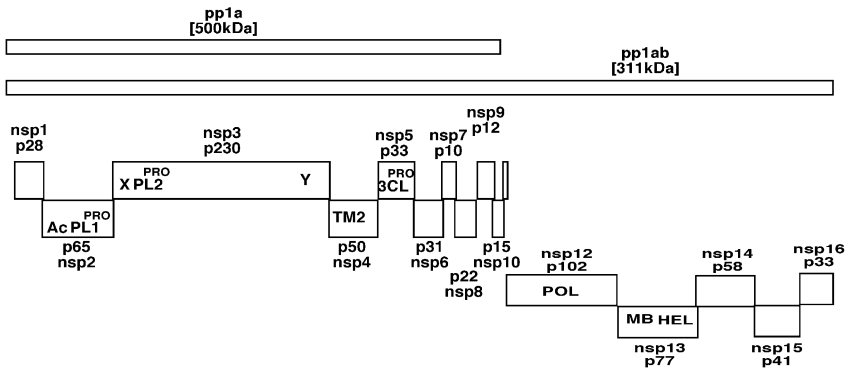 pp1a
[500kDa]
pp1ab
[311kDa]
nsp1
p28
nsp3
p230
nsp5
p33
nsp7
p10
nsp9
p12
X PL2 PRO
Y
3CL PRO
Ac PL1 PRO
TM2
p65
nsp2
p50
nsp4
p31
nsp6
p22
nsp8
p15
nsp10
nsp12
p102
nsp14
p58
nsp16
p33
POL
MB HEL
nsp13
p77
nsp15
p41